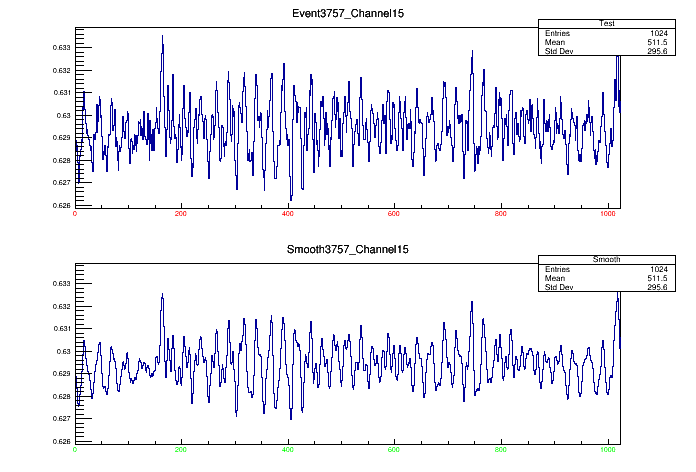 Event3757_Channel15
Test
Entries 1024
Mean 511.5
Std Dev 295.6
0.633
0.632
0.631
0.63
0.629
0.628
0.627
0.626
0 200 400 600 800 1000
Smooth3757_Channel15
Smooth
Entries 1024
Mean 511.5
Std Dev 295.6
0.633
0.632
0.631
0.63
0.629
0.628
0.627
0.626
0 200 400 600 800 1000